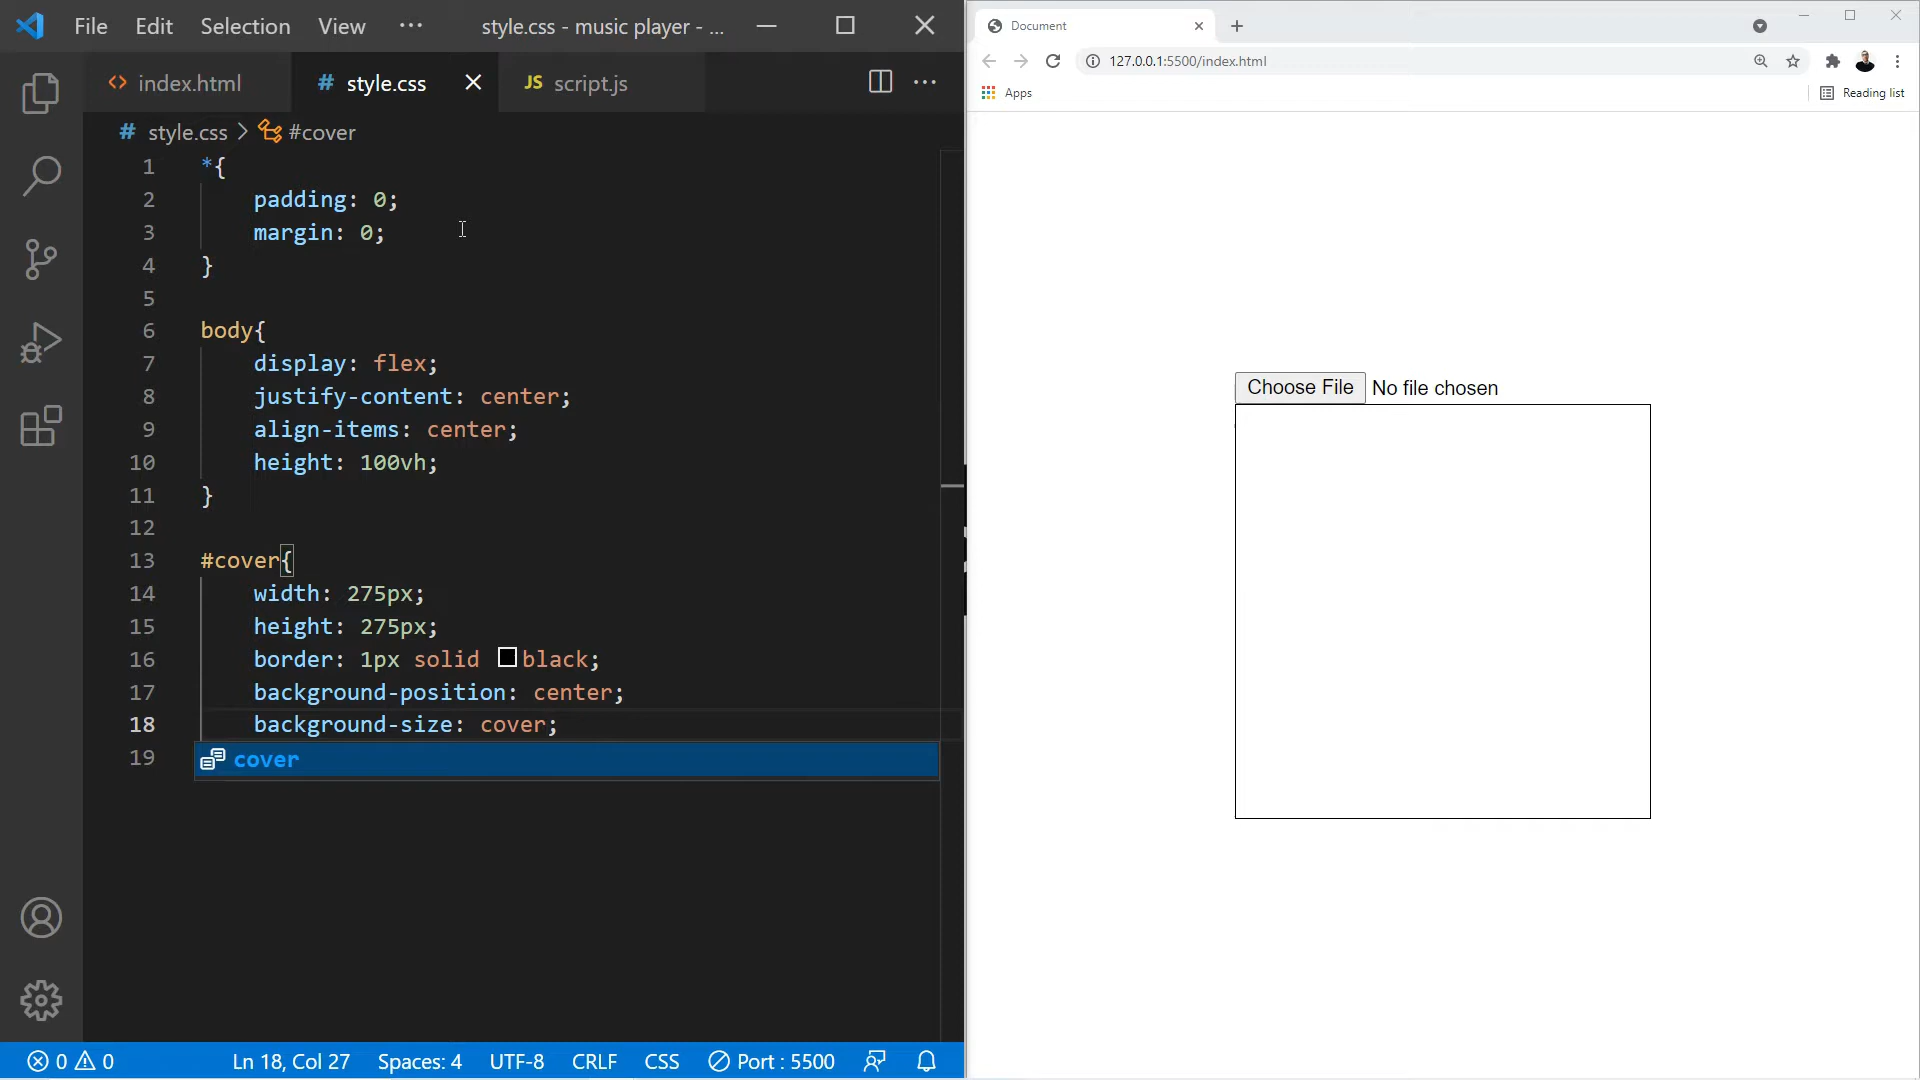 File Edit Selection View ··· style.css - music player - ...
index.html # style.css JS script.js
# style.css > #cover
1 *{
2 padding: 0;
3 margin: 0;
4 }
5
6 body{
7 display: flex;
8 justify-content: center;
9 align-items: center;
10 height: 100vh;
11 }
12
13 #cover{
14 width: 275px;
15 height: 275px;
16 border: 1px solid black;
17 background-position: center;
18 background-size: cover;
19
cover
0 0 Ln 18, Col 27 Spaces: 4 UTF-8 CRLF CSS Port : 5500
Document
127.0.0.1:5500/index.html
Apps Reading list
Choose File No file chosen